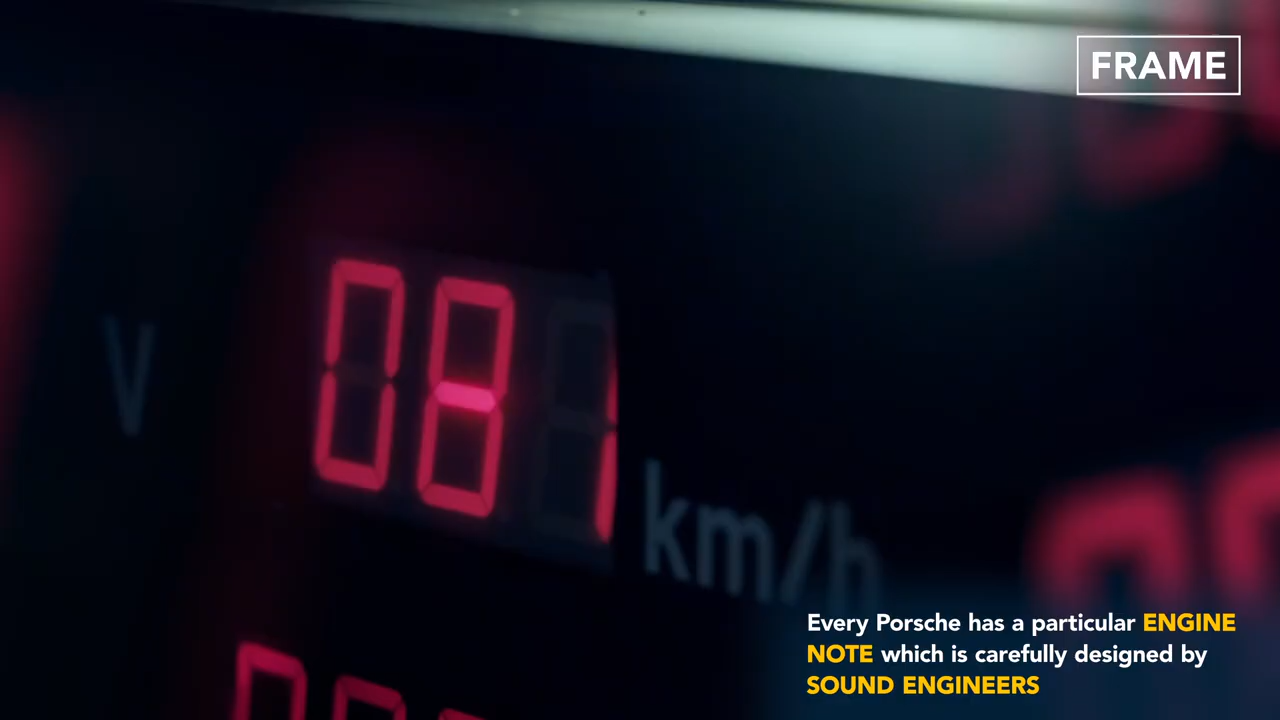 FRAME
V
081
km/h
Every Porsche has a particular ENGINE
NOTE which is carefully designed by
SOUND ENGINEERS